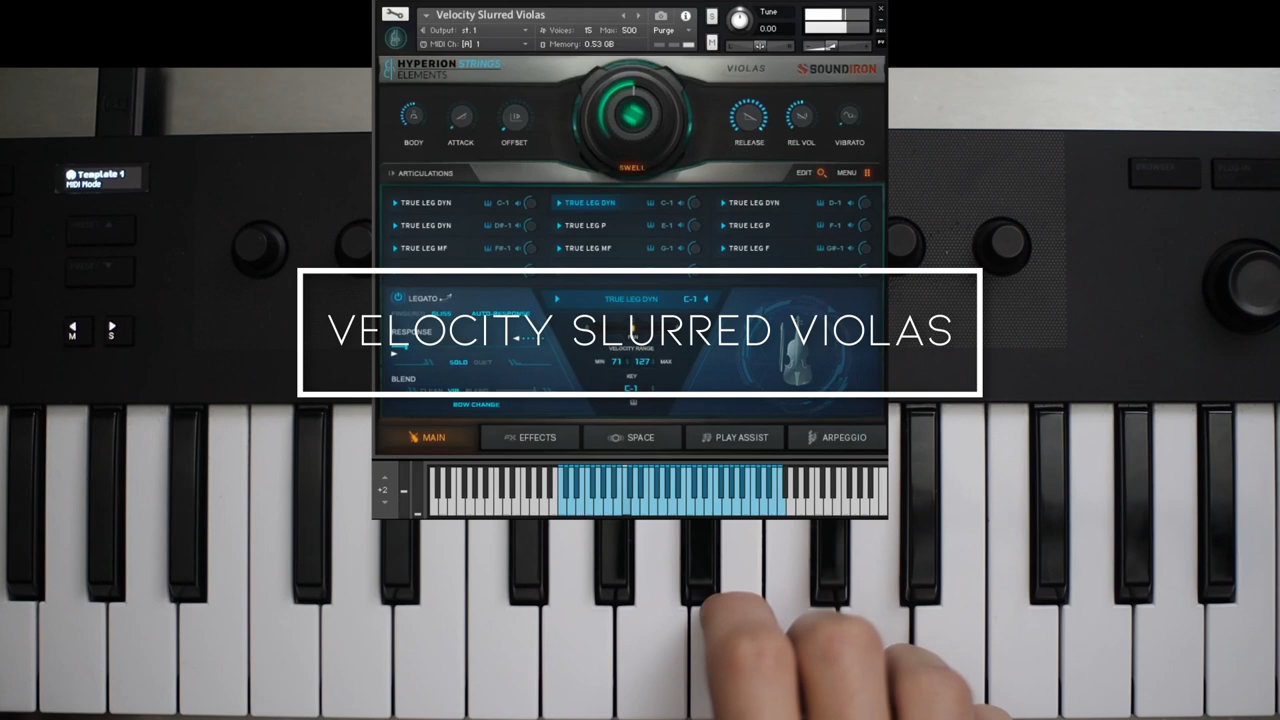 Velocity Slurred Violas
Output: st. 1
Voices: 15 Max: 500
Purge
MIDI Ch: [A] 1
Memory: 0.53 GB
S
M
Tune
0.00
HYPERION STRINGS
ELEMENTS
VIOLAS
SOUNDIRON
BODY ATTACK OFFSET
RELEASE REL VOL VIBRATO
SWELL
ARTICULATIONS
EDIT MENU
TRUE LEG DYN C-1 TRUE LEG DYN C-1 TRUE LEG DYN D-1
TRUE LEG DYN D#-1 TRUE LEG P E-1 TRUE LEG P F-1
TRUE LEG MF F#-1 TRUE LEG MF G-1 TRUE LEG F G#-1
LEGATO
TRUE LEG DYN C-1
AUTO-RESPONSE
RESPONSE
VELOCITY SLURRED VIOLAS
VELOCITY RANGE
SOLO DUET
MIN 71 127 MAX
KEY
BLEND
C-1
BOW CHANGE
MAIN EFFECTS SPACE PLAY ASSIST ARPEGGIO
+2
Template 1
MIDI Mode
M S